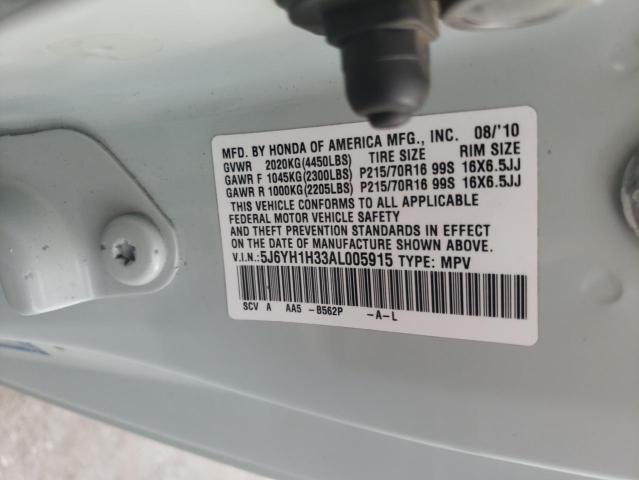 MFD. BY HONDA OF AMERICA MFG., INC. 08/'10
GVWR 2020KG(4450LBS) TIRE SIZE RIM SIZE
GAWR F 1045KG(2300LBS) P215/70R16 99S 16X6.5JJ
GAWR R 1000KG(2205LBS) P215/70R16 99S 16X6.5JJ
THIS VEHICLE CONFORMS TO ALL APPLICABLE
FEDERAL MOTOR VEHICLE SAFETY
AND THEFT PREVENTION STANDARDS IN EFFECT
ON THE DATE OF MANUFACTURE SHOWN ABOVE.
V.I.N.:5J6YH1H33AL005915 TYPE: MPV
SCV A AA5 -B562P -A-L